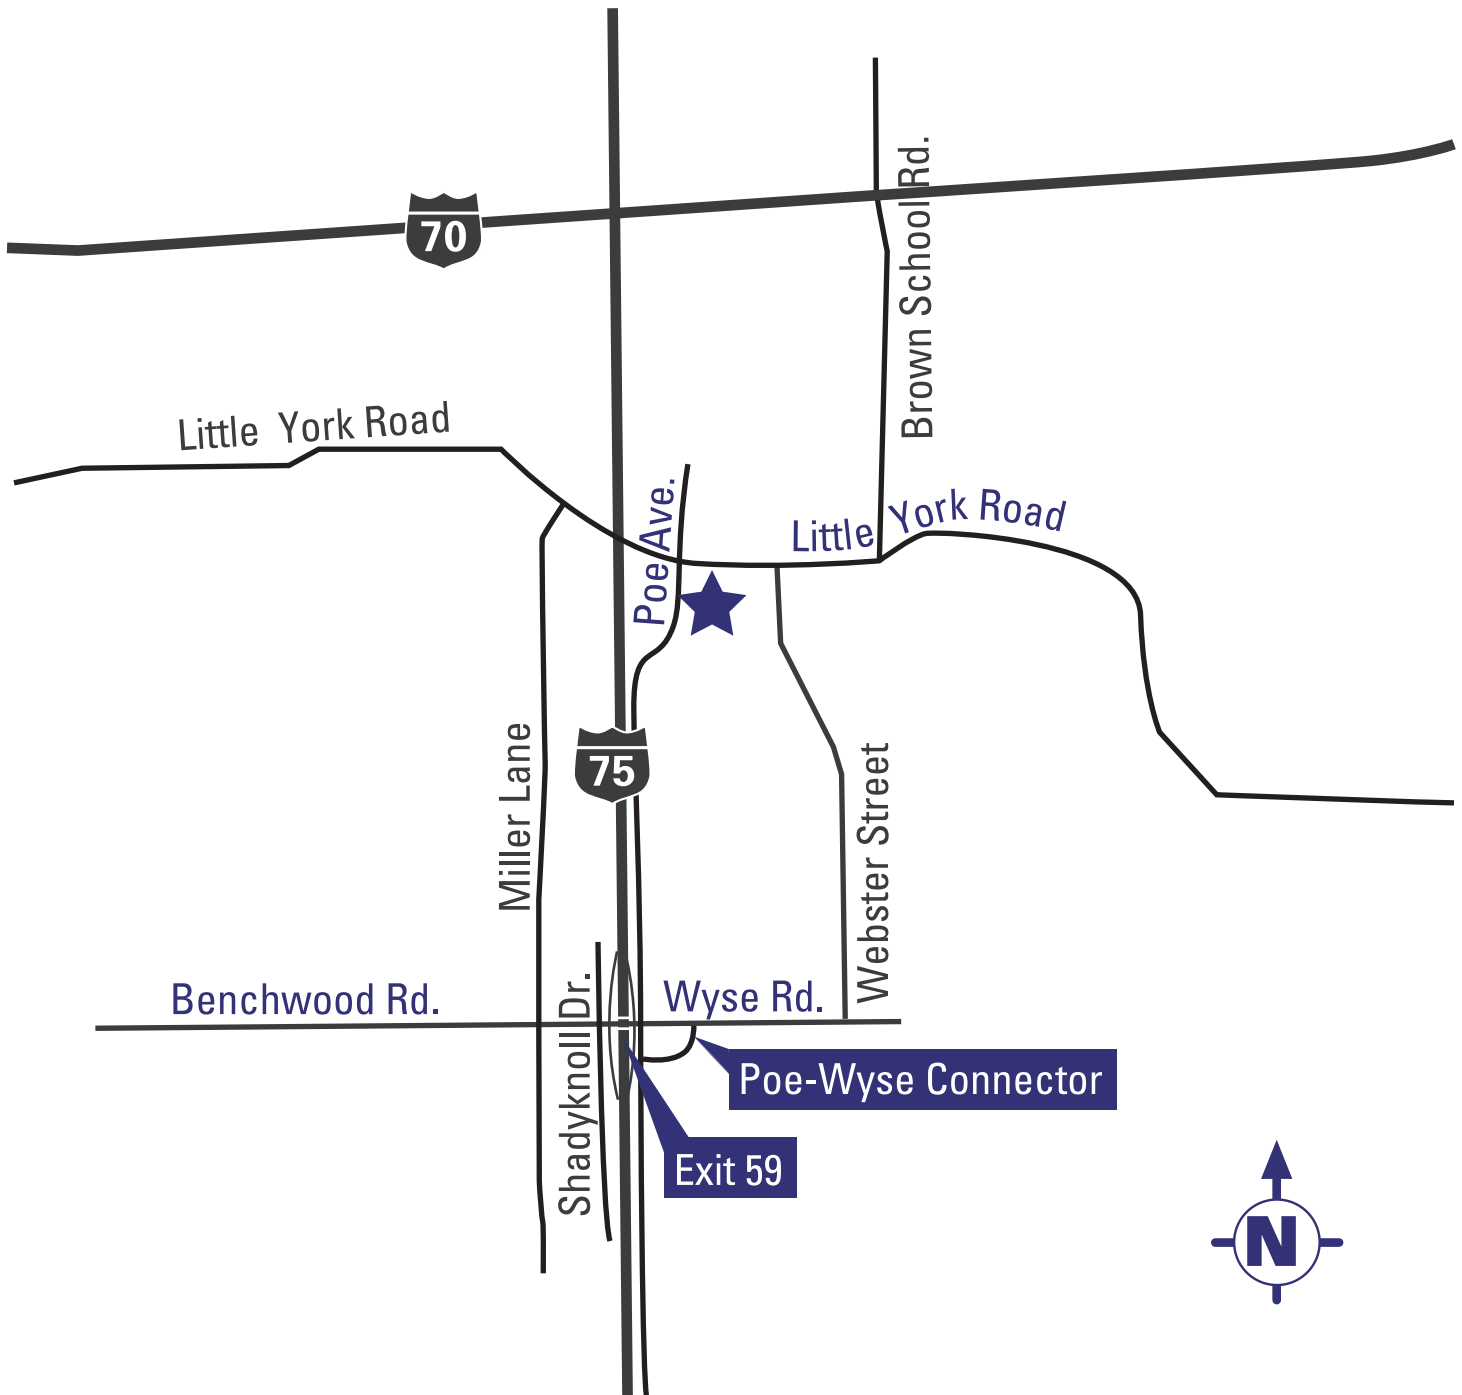 Brown School Rd.
70
Little York Road
Poe Ave.
Little York Road
Miller Lane
75
Webster Street
Benchwood Rd.
Shadyknoll Dr.
Wyse Rd.
Poe-Wyse Connector
Exit 59
N